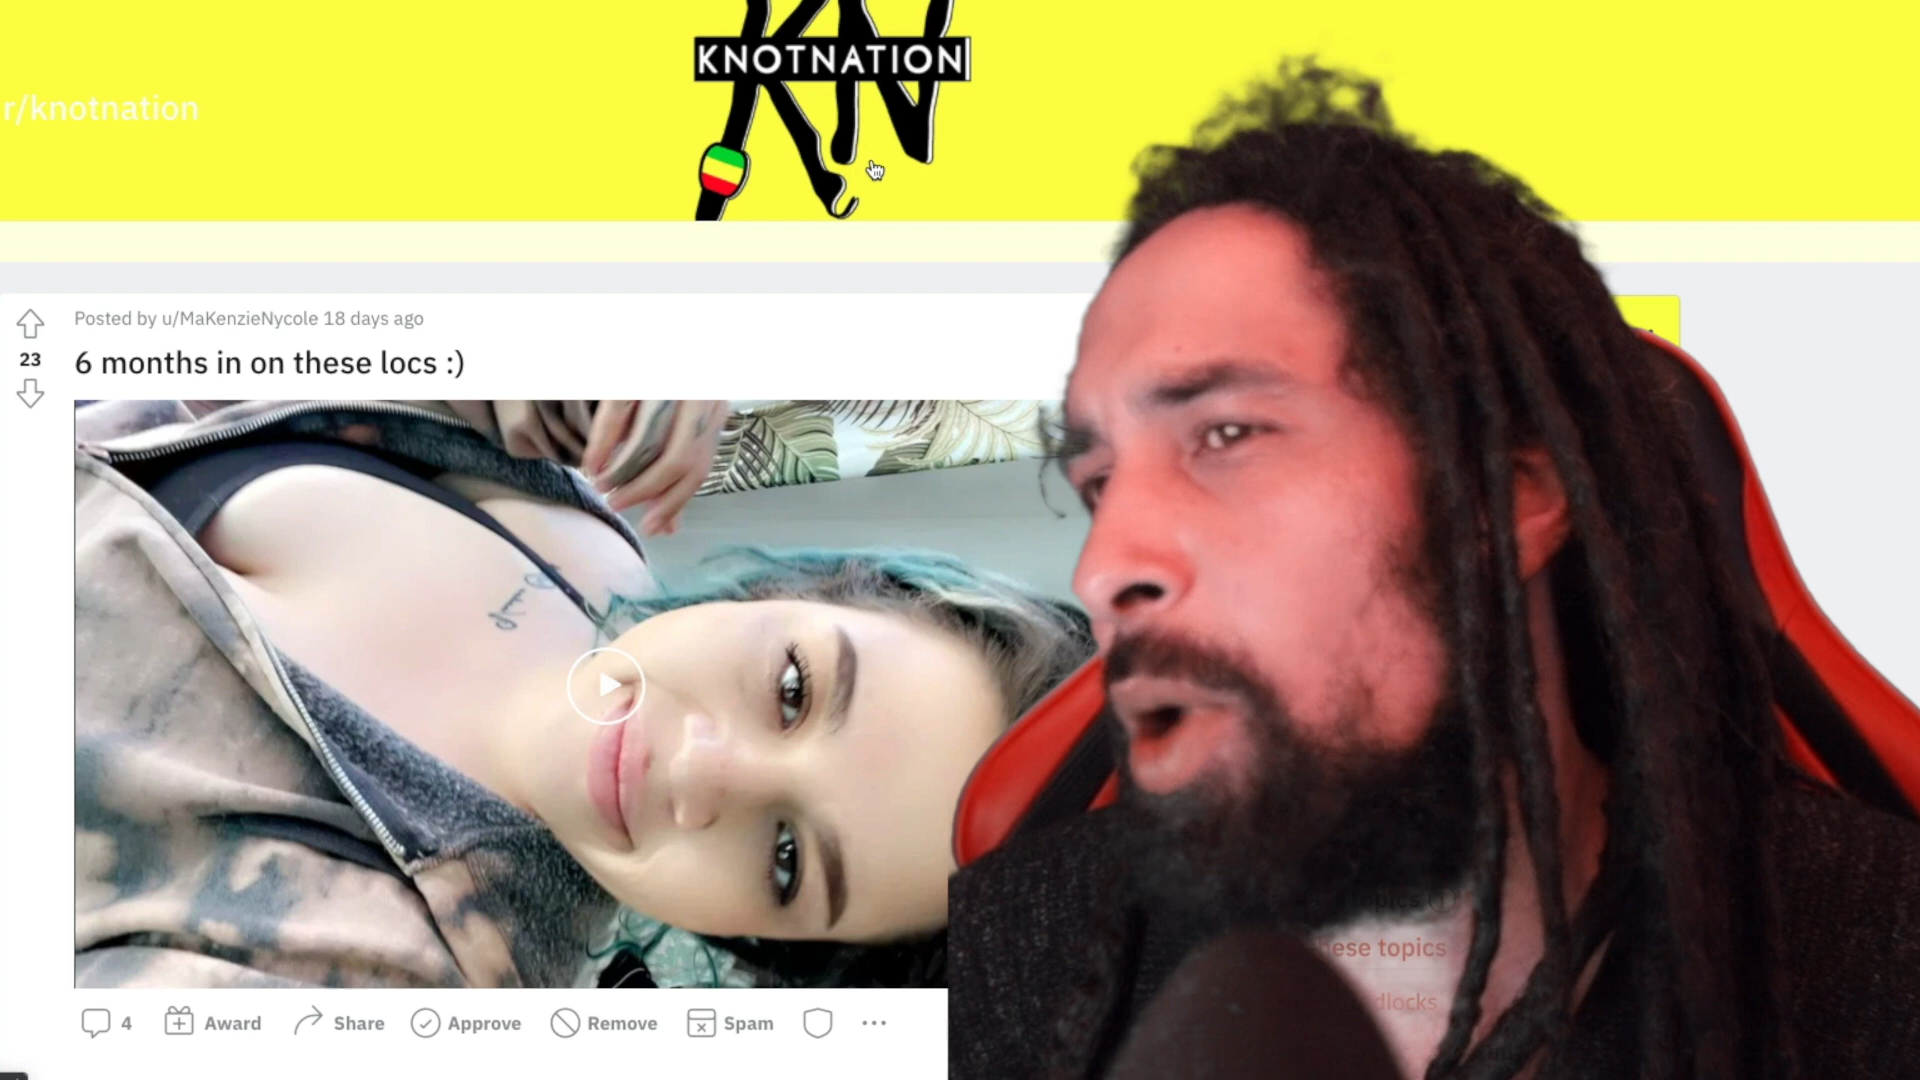 KNOTNATION
r/knotnation
Posted by u/MaKenzieNycole 18 days ago
23
6 months in on these locs :)
4 Award Share Approve Remove Spam
these topics